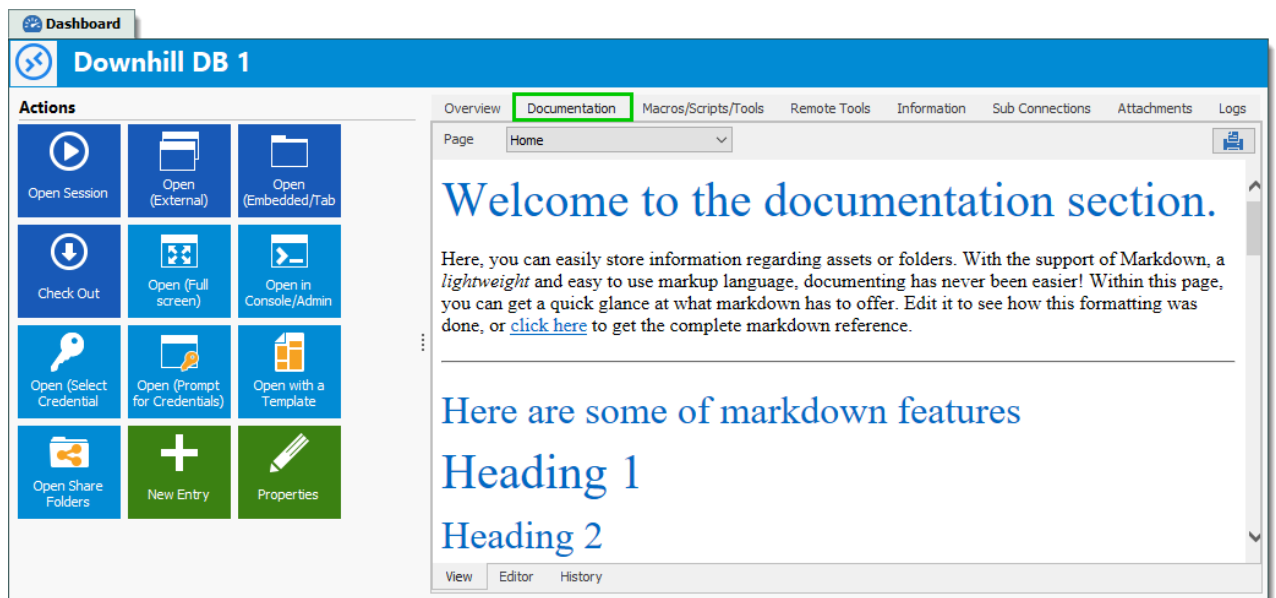 Dashboard
Downhill DB 1
Actions
Open Session
Open
(External)
Open
(Embedded/Tab
Check Out
Open (Full
screen)
Open in
Console/Admin
Open (Select
Credential
Open (Prompt
for Credentials)
Open with a
Template
Open Share
Folders
New Entry
Properties
Overview Documentation Macros/Scripts/Tools Remote Tools Information Sub Connections Attachments Logs
Page Home
Welcome to the documentation section.
Here, you can easily store information regarding assets or folders. With the support of Markdown, a
lightweight and easy to use markup language, documenting has never been easier! Within this page,
you can get a quick glance at what markdown has to offer. Edit it to see how this formatting was
done, or click here to get the complete markdown reference.
Here are some of markdown features
Heading 1
Heading 2
View Editor History